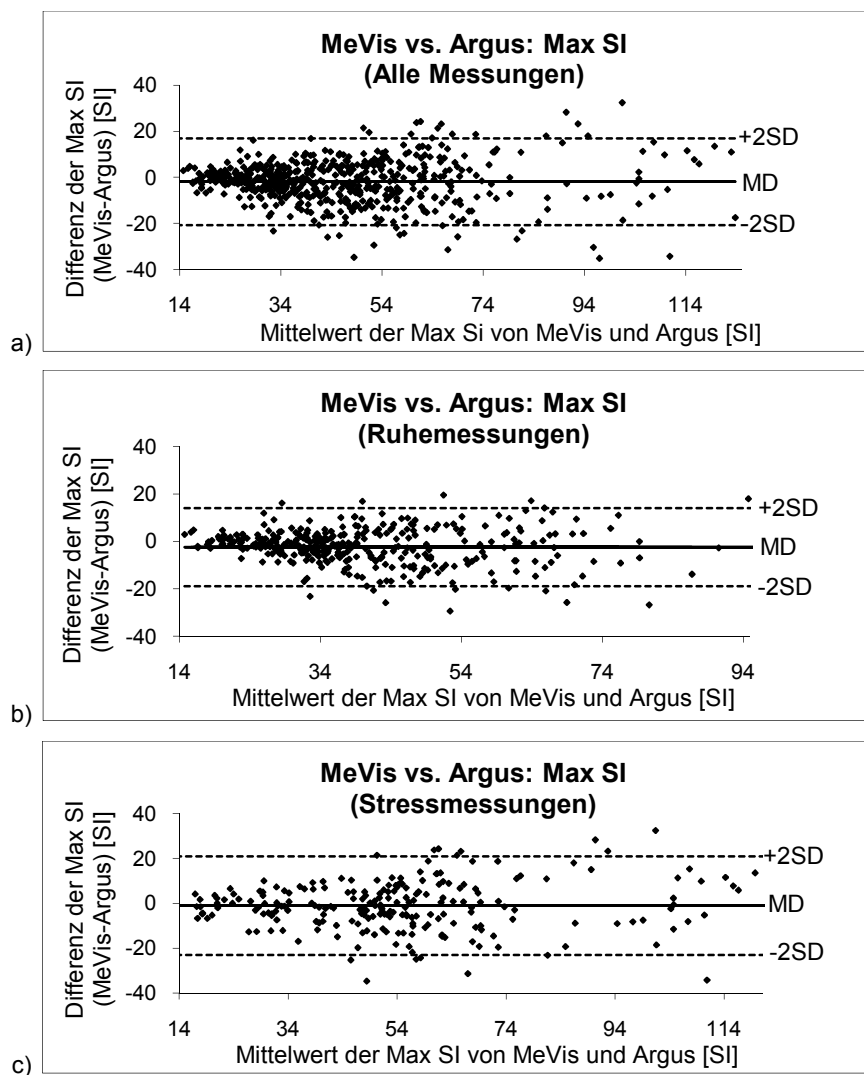 MeVis vs. Argus: Max SI
(Alle Messungen)
Differenz der Max SI
(MeVis-Argus) [SI]
40
20
0
-20
-40
+2SD
MD
-2SD
14 34 54 74 94 114
Mittelwert der Max Si von MeVis und Argus [SI]
a)
MeVis vs. Argus: Max SI
(Ruhemessungen)
Differenz der Max SI
(MeVis-Argus) [SI]
40
20
0
-20
-40
+2SD
MD
-2SD
14 34 54 74 94
Mittelwert der Max SI von MeVis und Argus [SI]
b)
MeVis vs. Argus: Max SI
(Stressmessungen)
Differenz der Max SI
(MeVis-Argus) [SI]
40
20
0
-20
-40
+2SD
MD
-2SD
14 34 54 74 94 114
Mittelwert der Max SI von MeVis und Argus [SI]
c)